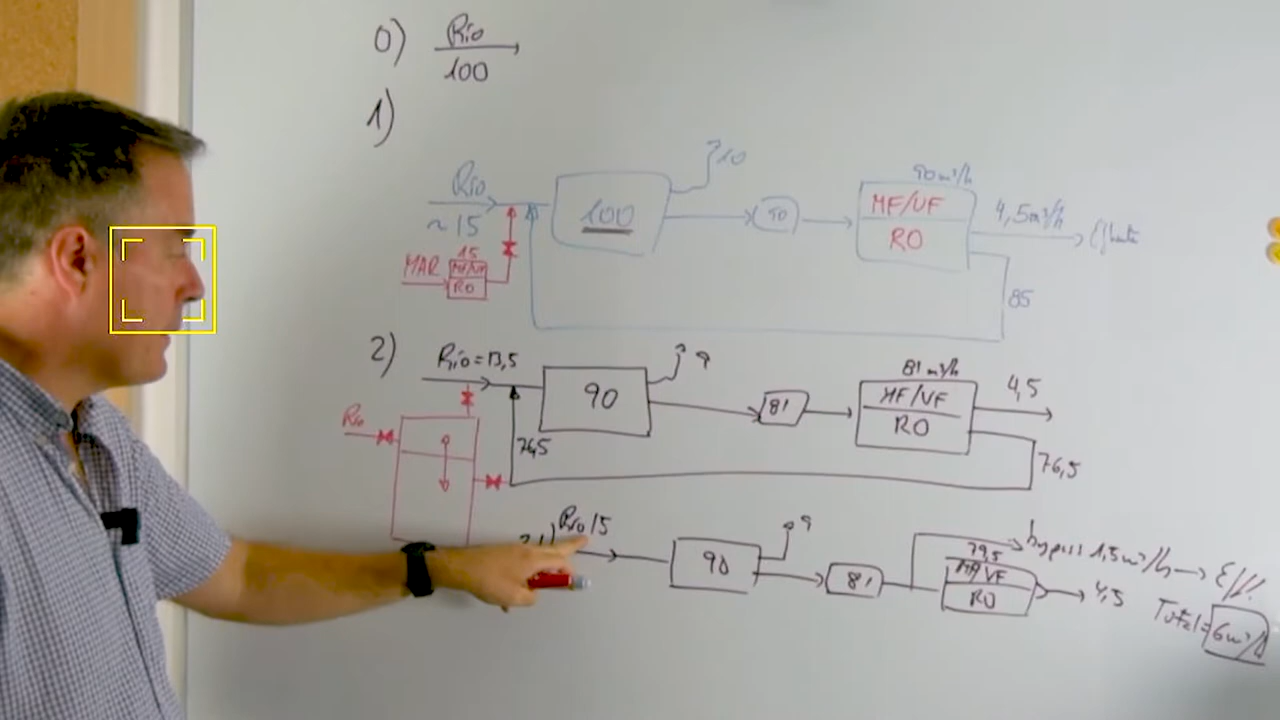 0) Río
100
1)
10
90 m³/h
Río
~ 15
100
90
MF/UF
RO
4,5 m³/h
MAR
15
MF/UF
RO
85
2)
Río = 13,5
9
81 m³/h
90
81
MF/UF
RO
4,5
Río
76,5
76,5
Río 15
9
bypass 1,5 m³/h
90
81
79,5
MF/UF
RO
4,5
Total = 6 m³/h